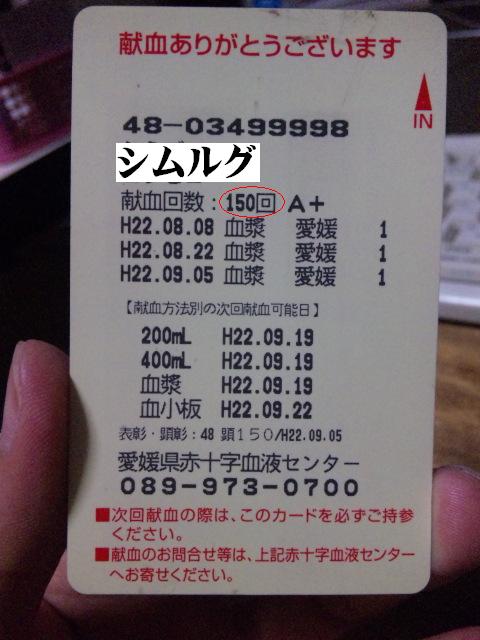 献血ありがとうございます
IN
48-03499998
シムルグ
献血回数:150回 A+
H22.08.08 血漿 愛媛 1
H22.08.22 血漿 愛媛 1
H22.09.05 血漿 愛媛 1
【献血方法別の次回献血可能日】
200mL H22.09.19
400mL H22.09.19
血漿 H22.09.19
血小板 H22.09.22
表彰・顕彰:48 頭150/H22.09.05
愛媛県赤十字血液センター
089-973-0700
■次回献血の際は、このカードを必ずご持参
ください。
■献血のお問合せ等は、上記赤十字血液センター
へお寄せください。